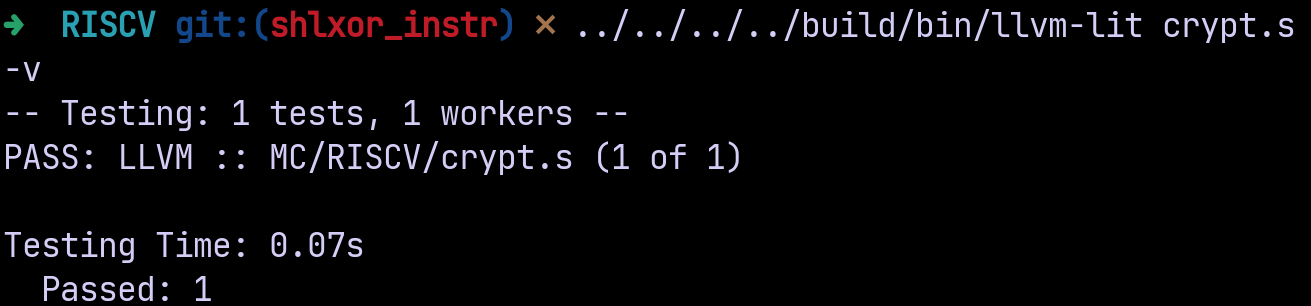 ➜  RISCV git:(shlxor_instr) ✗ ../../../../build/bin/llvm-lit crypt.s
-v
-- Testing: 1 tests, 1 workers --
PASS: LLVM :: MC/RISCV/crypt.s (1 of 1)

Testing Time: 0.07s
  Passed: 1